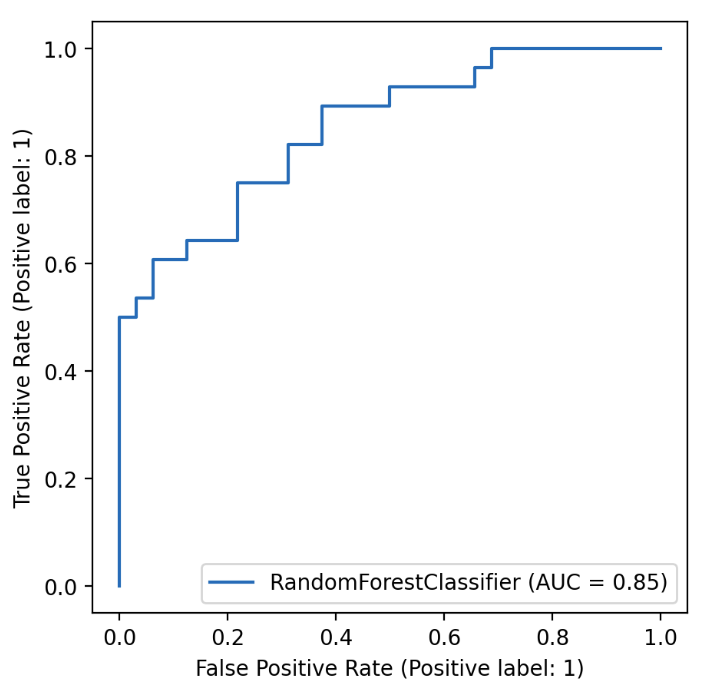 1.0
0.8
0.6
0.4
0.2
0.0
True Positive Rate (Positive label: 1)
RandomForestClassifier (AUC = 0.85)
0.0 0.2 0.4 0.6 0.8 1.0
False Positive Rate (Positive label: 1)